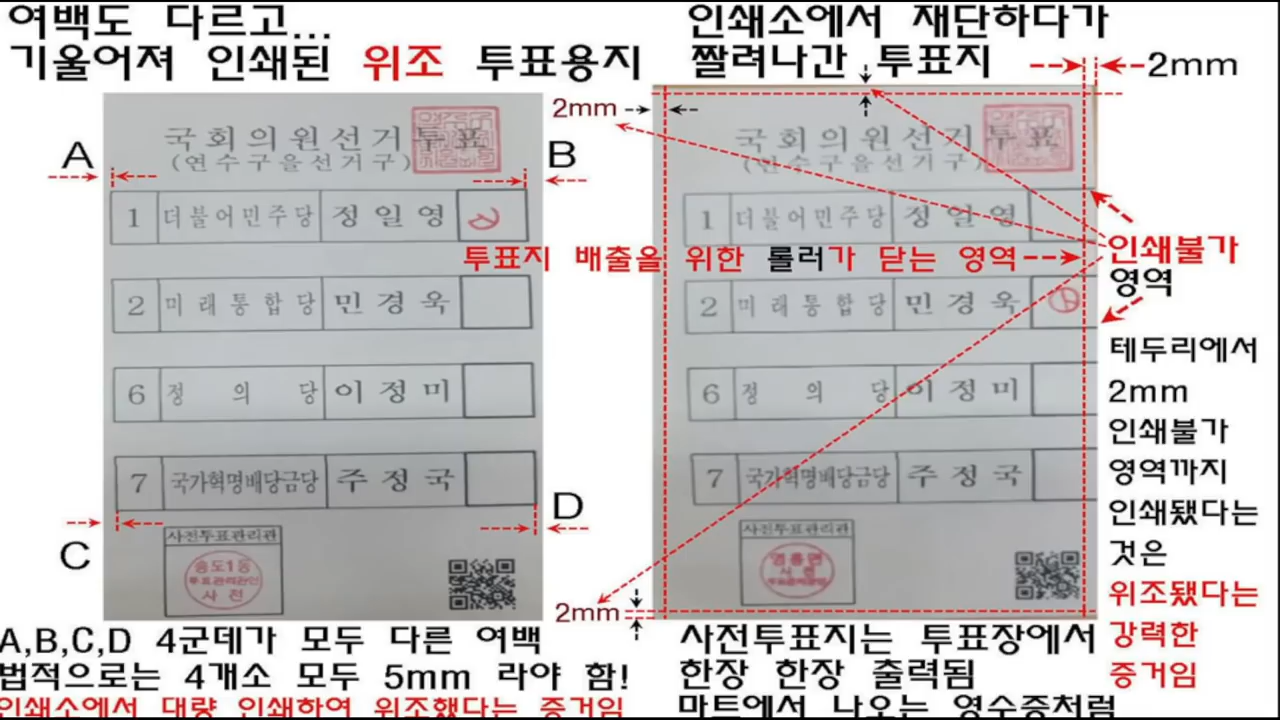 여백도 다르고...
기울어져 인쇄된 위조 투표용지
인쇄소에서 재단하다가
짤려나간 투표지
2mm
2mm
A
B
국회의원선거투표
(연수구을선거구)
1 더불어민주당 정일영
2 미래통합당 민경욱
6 정의당 이정미
7 국가혁명배당금당 주정국
C
D
사전투표관리관
송도1동
투표관리관인
사전
국회의원선거투표
(연수구을선거구)
1 더불어민주당 정일영
투표지 배출을 위한 롤러가 닫는 영역
2 미래통합당 민경욱
6 정의당 이정미
7 국가혁명배당금당 주정국
사전투표관리관
사전
2mm
인쇄불가
영역
테두리에서
2mm
인쇄불가
영역까지
인쇄됐다는
것은
위조됐다는
강력한
증거임
A,B,C,D 4군데가 모두 다른 여백
법적으로는 4개소 모두 5mm 라야 함!
인쇄소에서 대량 인쇄하여 위조했다는 증거임
사전투표지는 투표장에서
한장 한장 출력됨
마트에서 나오는 영수증처럼